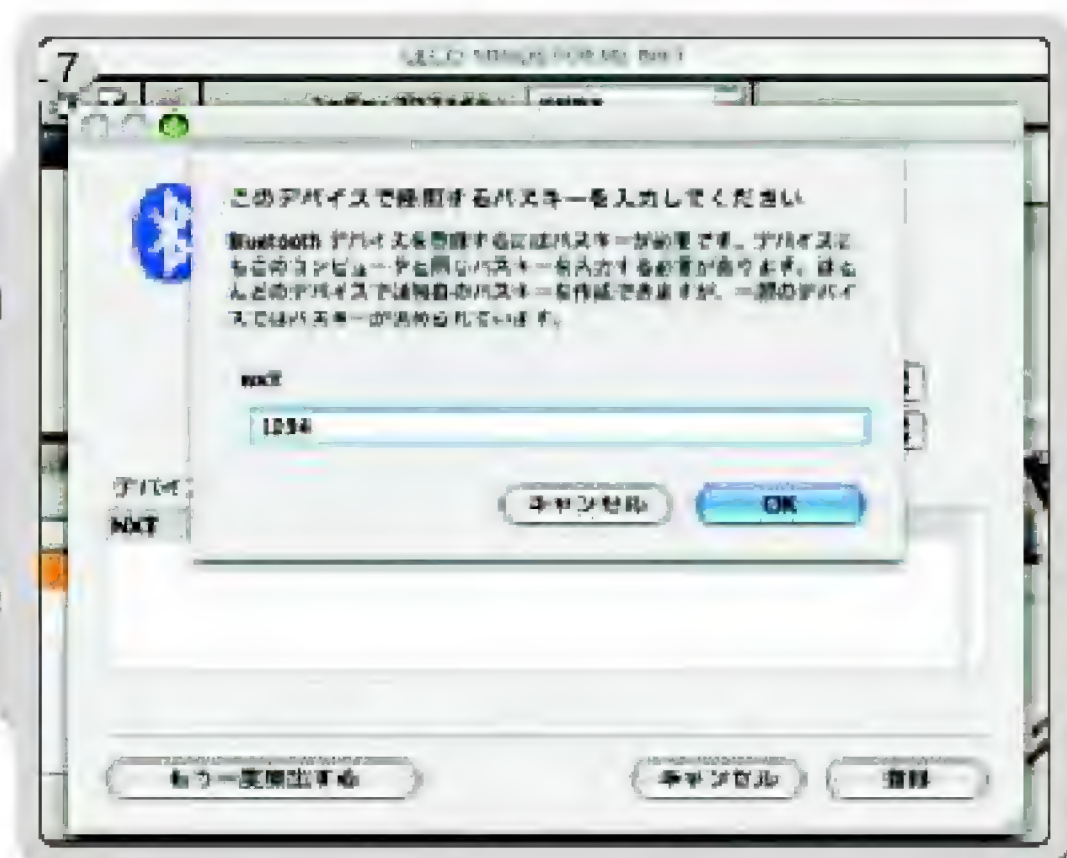 7
このデバイスで使用するパスキーを入力してください
Bluetooth デバイスを登録するにはパスキーが必要です。デバイスに
もこのコンピュータと同じパスキーを入力する必要があります。ほと
んどのデバイスでは独自のパスキーを作成できますが、一部のデバイ
スではパスキーが決められています。
NXT
1234
キャンセル
OK
デバイ
NXT
もう一度検出する
キャンセル
登録